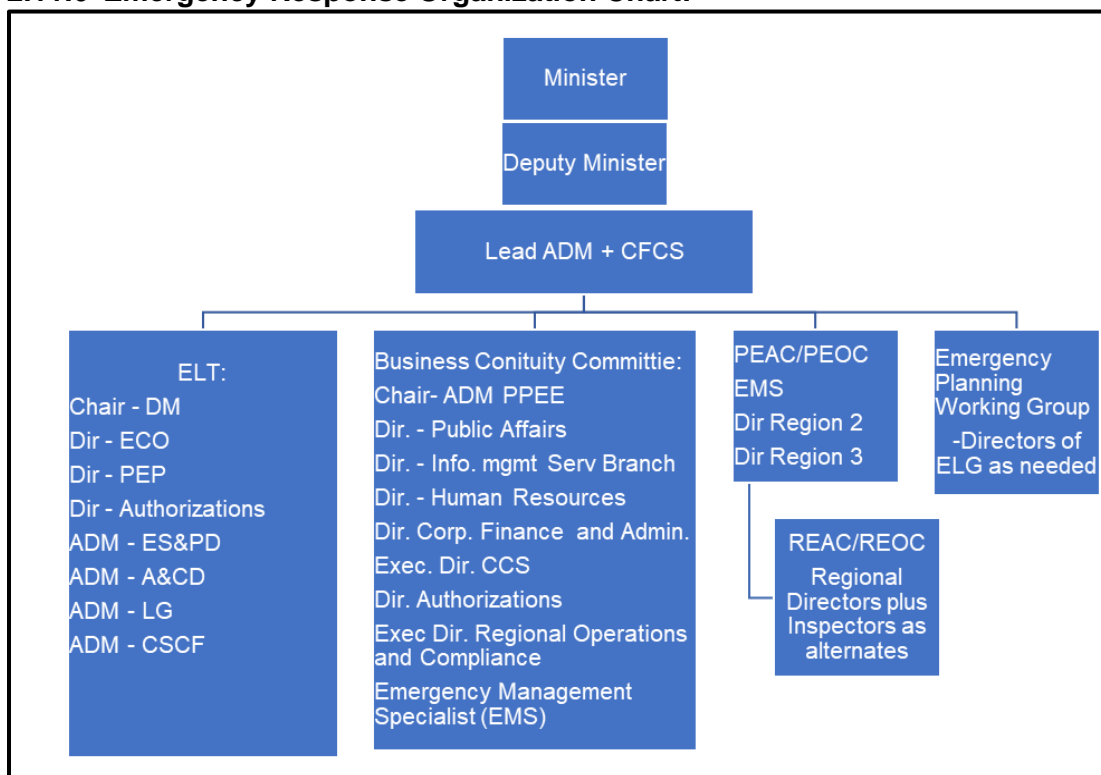 Minister
Deputy Minister
Lead ADM + CFCS
ELT:
Chair - DM
Dir - ECO
Dir - PEP
Dir - Authorizations
ADM - ES&PD
ADM - A&CD
ADM - LG
ADM - CSCF
Business Conituity Committie:
Chair- ADM PPEE
Dir. - Public Affairs
Dir. - Info. mgmt Serv Branch
Dir. - Human Resources
Dir. Corp. Finance and Admin.
Exec. Dir. CCS
Dir. Authorizations
Exec Dir. Regional Operations
and Compliance
Emergency Management
Specialist (EMS)
PEAC/PEOC
EMS
Dir Region 2
Dir Region 3
REAC/REOC
Regional
Directors plus
Inspectors as
alternates
Emergency
Planning
Working Group
-Directors of
ELG as needed